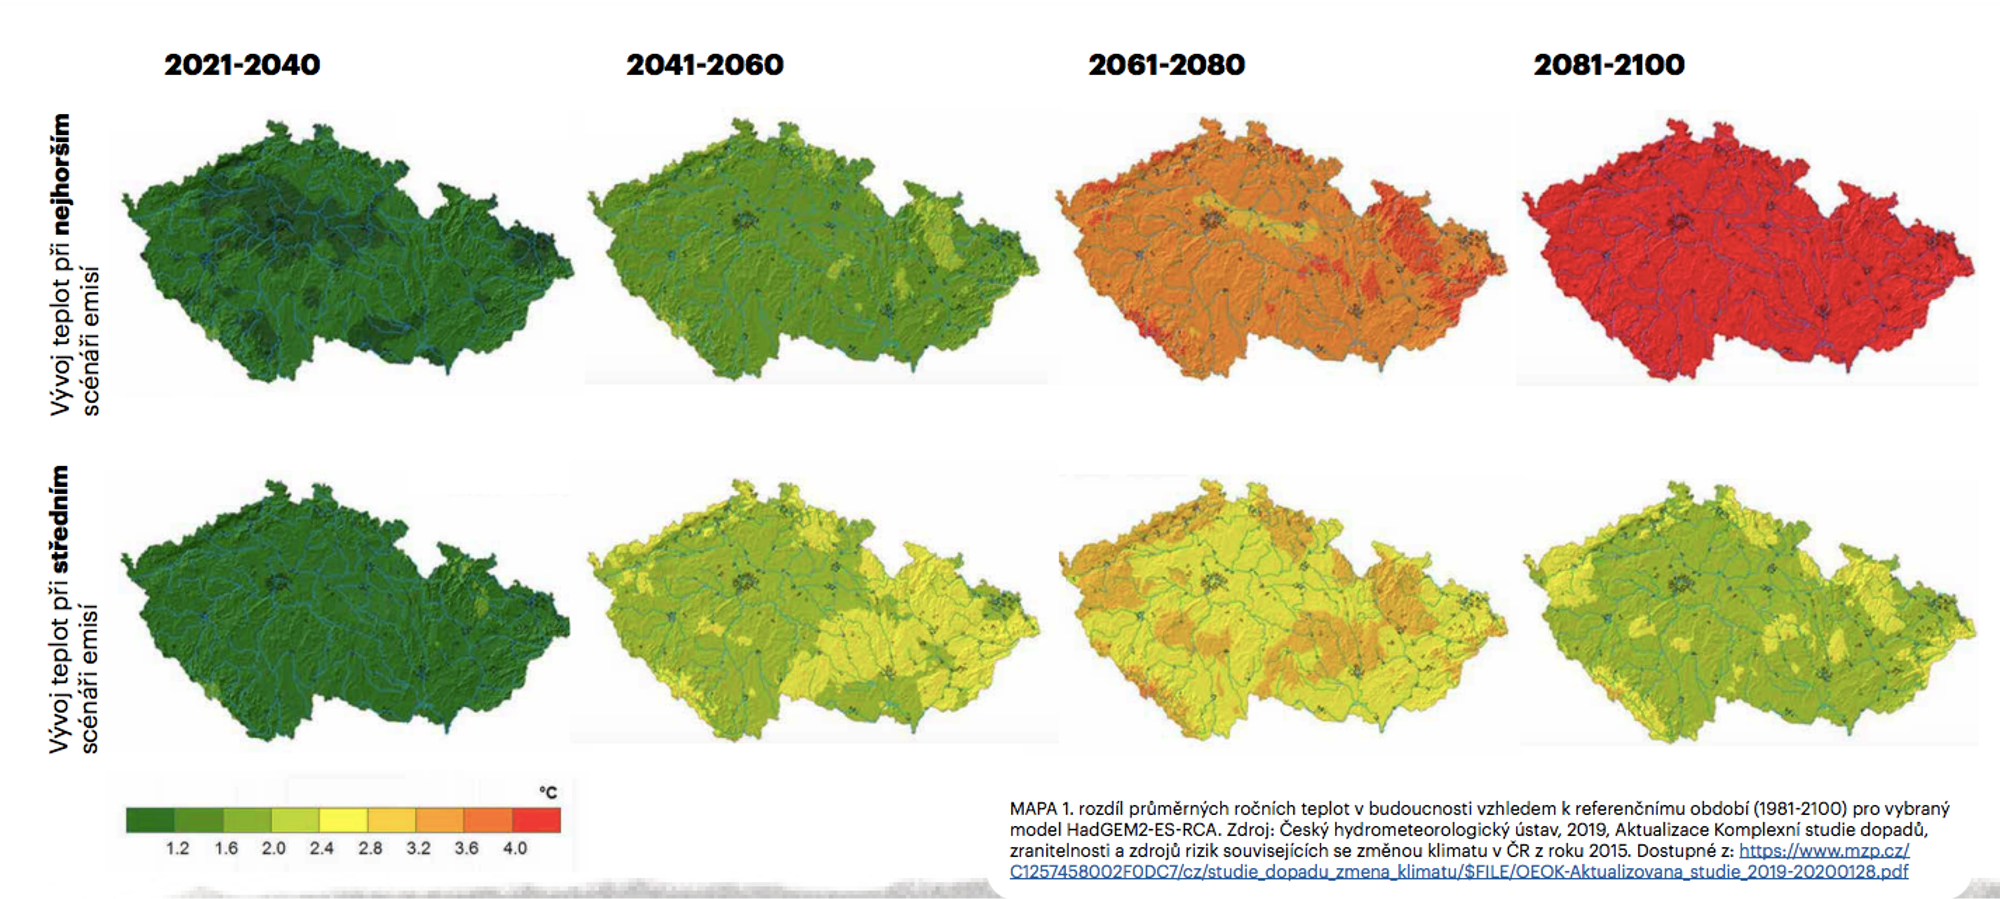 2021-2040
2041-2060
2061-2080
2081-2100
Vývoj teplot při nejhorším
scénáři emisí
Vývoj teplot při středním
scénáři emisí
°C
1.2 1.6 2.0 2.4 2.8 3.2 3.6 4.0
MAPA 1. rozdíl průměrných ročních teplot v budoucnosti vzhledem k referenčnímu období (1981-2100) pro vybraný
model HadGEM2-ES-RCA. Zdroj: Český hydrometeorologický ústav, 2019, Aktualizace Komplexní studie dopadů,
zranitelnosti a zdrojů rizik souvisejících se změnou klimatu v ČR z roku 2015. Dostupné z: https://www.mzp.cz/
C1257458002F0DC7/cz/studie_dopadu_zmena_klimatu/$FILE/OEOK-Aktualizovana_studie_2019-20200128.pdf